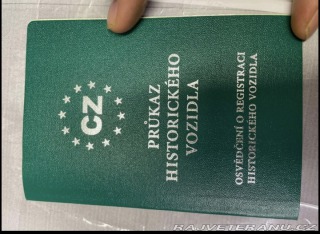 CZ
PRŮKAZ
HISTORICKÉHO
VOZIDLA
OSVĚDČENÍ O REGISTRACI
HISTORICKÉHO VOZIDLA
RAJVETERANU.CZ